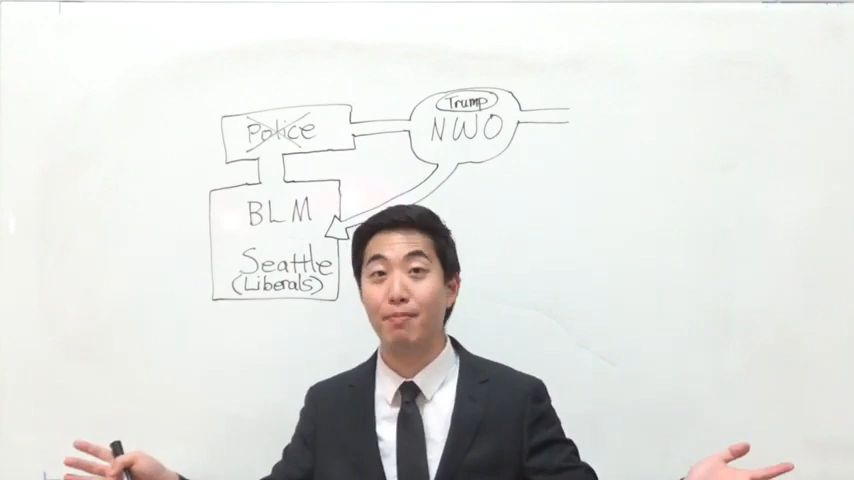 Trump
Police
NWO
BLM
Seattle
(Liberals)